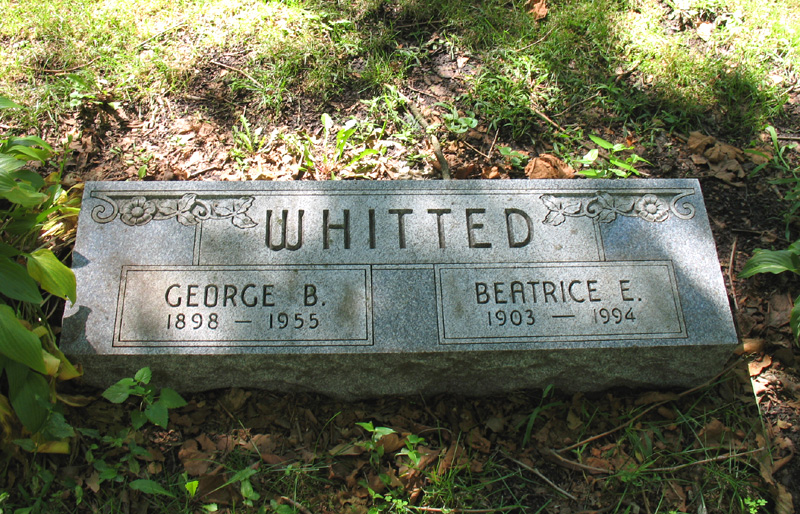 WHITTED
GEORGE B.
1898 — 1955
BEATRICE E.
1903 — 1994